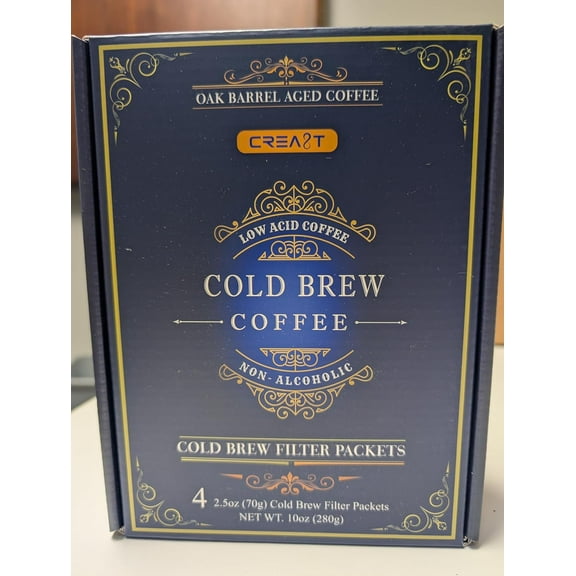 OAK BARREL AGED COFFEE
CREA8T
LOW ACID COFFEE
COLD BREW
COFFEE
NON-ALCOHOLIC
COLD BREW FILTER PACKETS
4 2.5oz (70g) Cold Brew Filter Packets
NET WT. 10oz (280g)